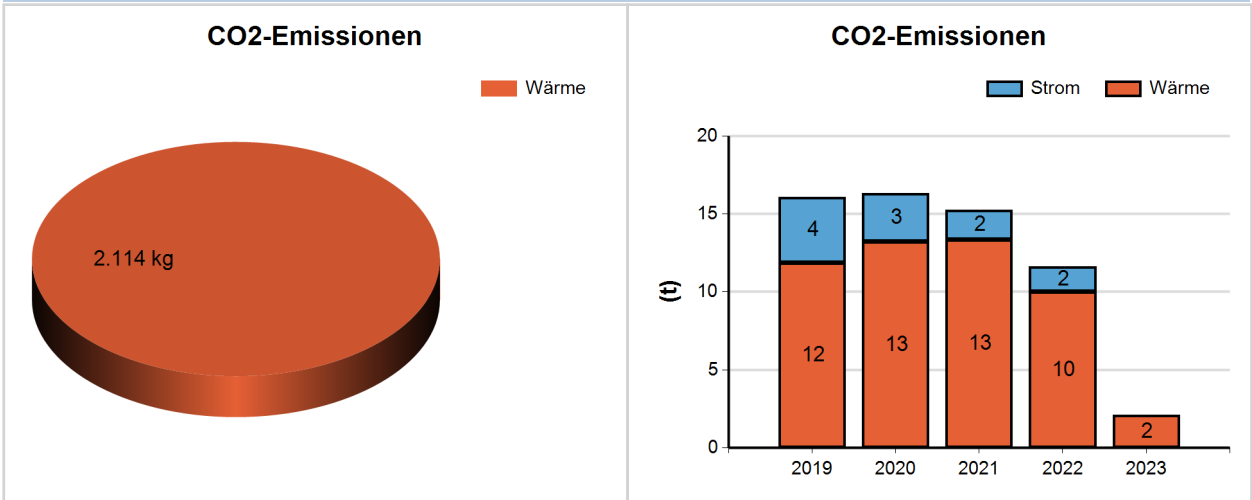 CO2-Emissionen
Wärme
2.114 kg
CO2-Emissionen
Strom Wärme
20
15
10
5
0
(t)
4 3 2 2
12 13 13 10 2
2019 2020 2021 2022 2023